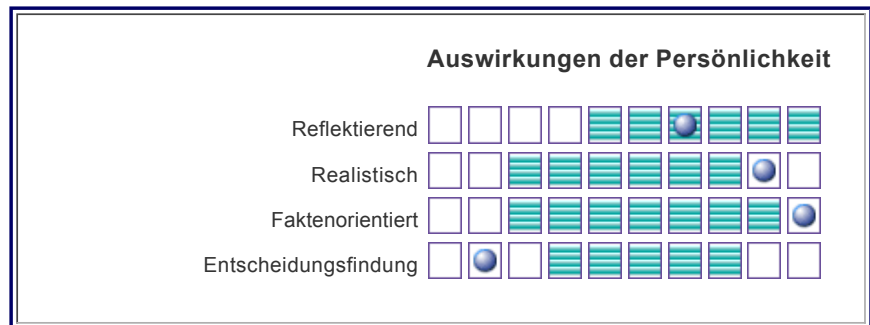 Auswirkungen der Persönlichkeit
Reflektierend
Realistisch
Faktenorientiert
Entscheidungsfindung